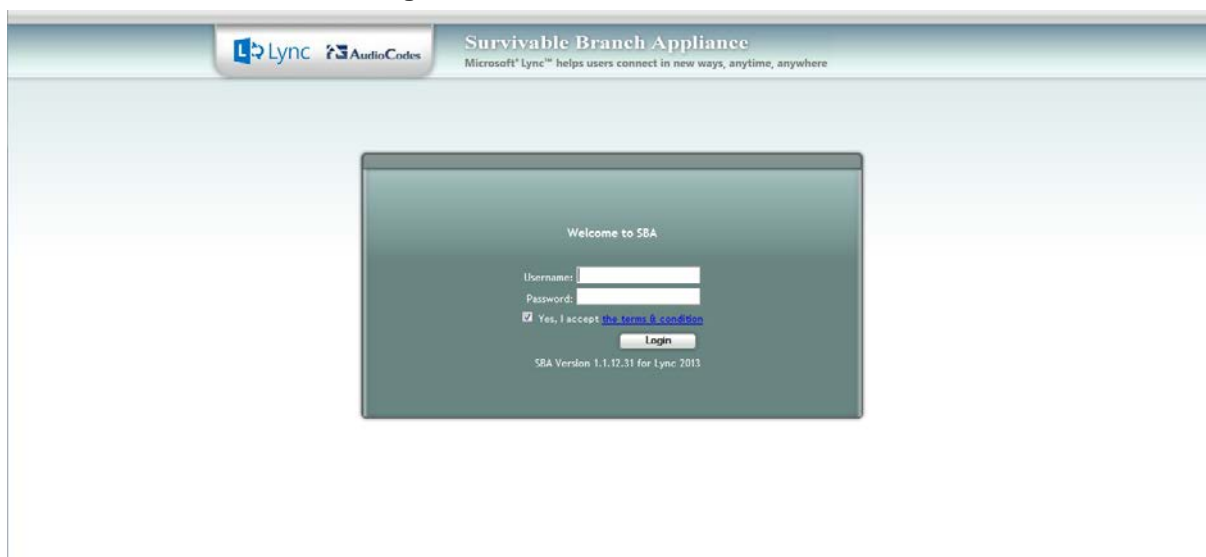 Lync AudioCodes
Survivable Branch Appliance
Microsoft® Lync™ helps users connect in new ways, anytime, anywhere
Welcome to SBA
Username:
Password:
Yes, I accept the terms & condition
Login
SBA Version 1.1.12.31 for Lync 2013